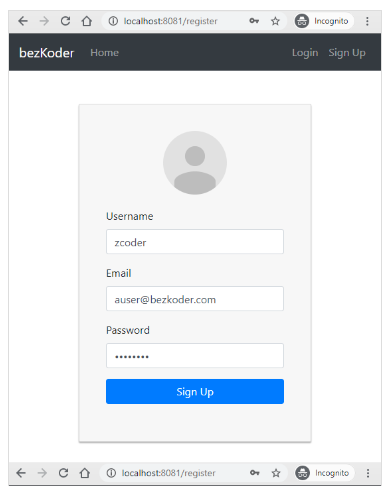 localhost:8081/register Incognito
bezKoder Home Login Sign Up
Username
zcoder
Email
auser@bezkoder.com
Password
••••••••
Sign Up
localhost:8081/register Incognito